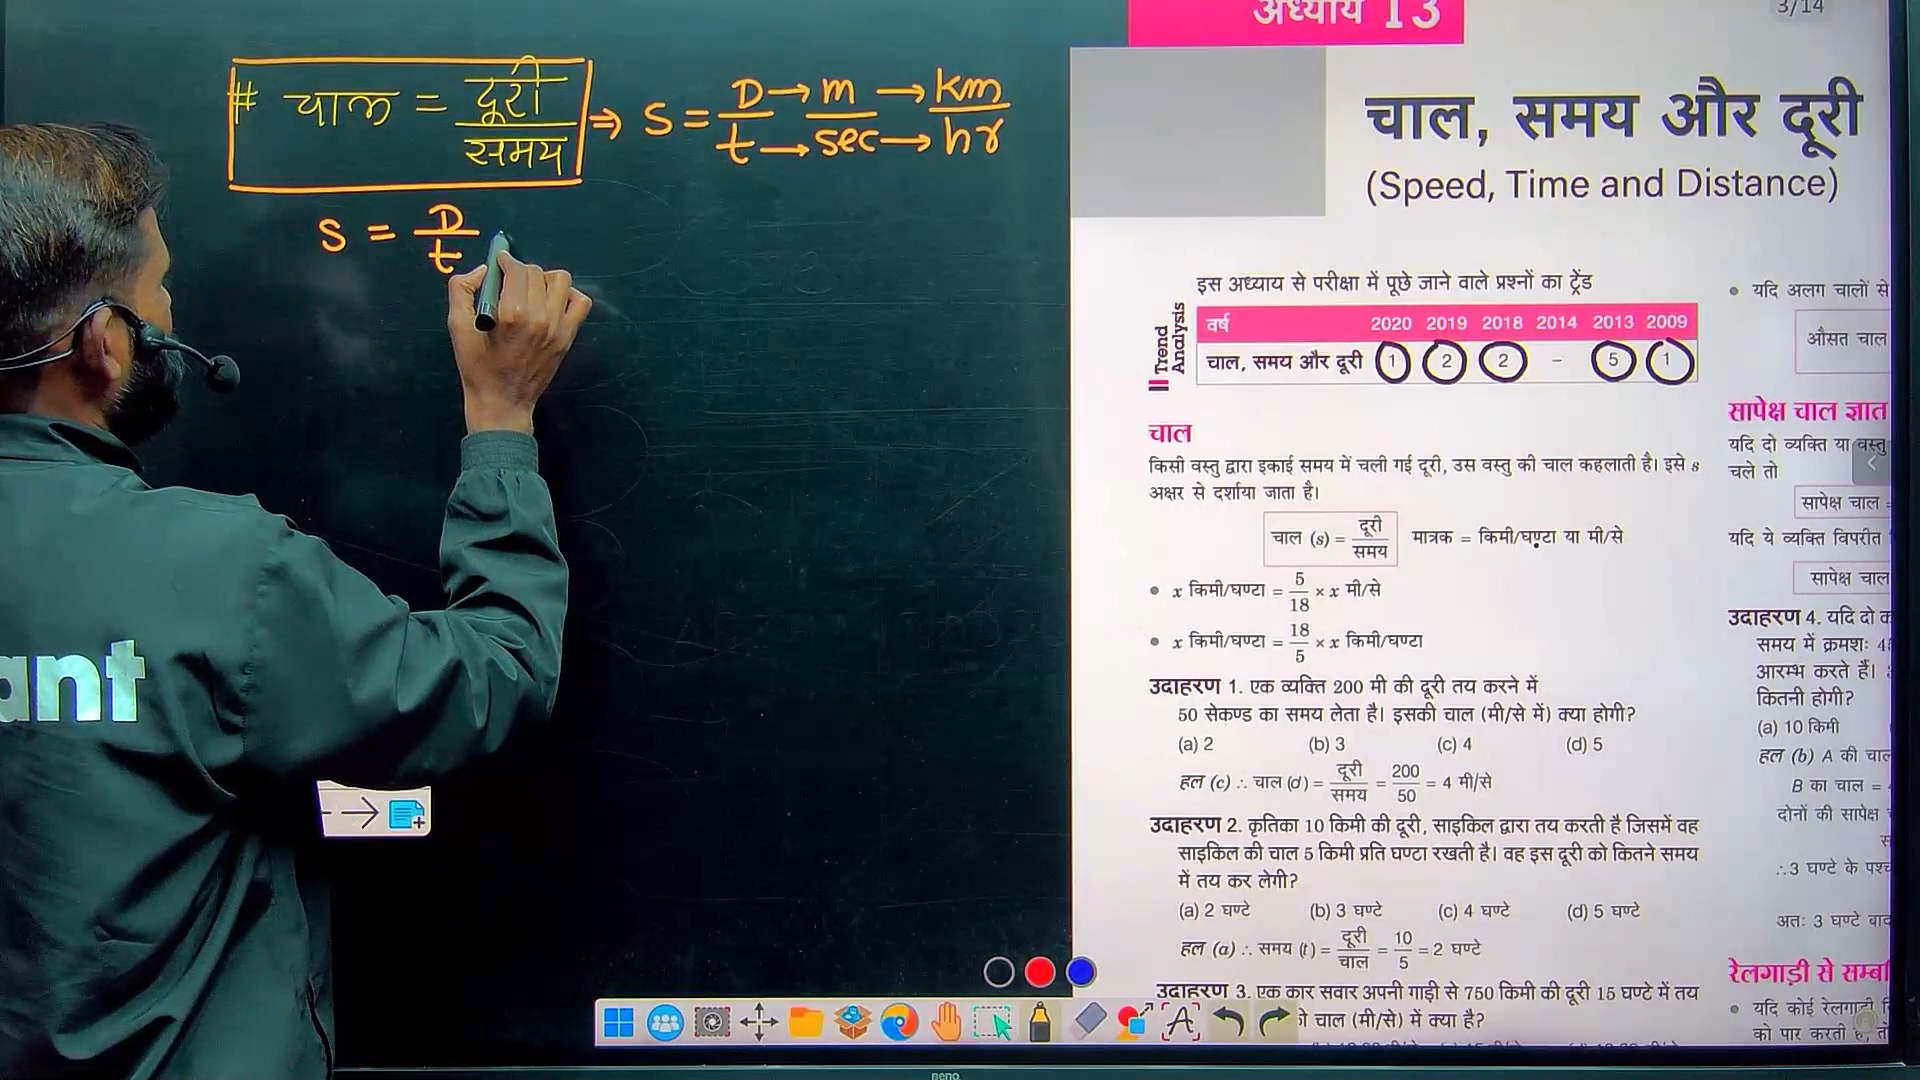 # चाल = दूरी / समय ⇒ S = D/t → m/sec → km/hr
S = D/t
ant
अध्याय 13
3/14
चाल, समय और दूरी
(Speed, Time and Distance)
Trend Analysis
इस अध्याय से परीक्षा में पूछे जाने वाले प्रश्नों का ट्रेंड
वर्ष 2020 2019 2018 2014 2013 2009
चाल, समय और दूरी 1 2 2 – 5 1
चाल
किसी वस्तु द्वारा इकाई समय में चली गई दूरी, उस वस्तु की चाल कहलाती है। इसे s
अक्षर से दर्शाया जाता है।
चाल (s) = दूरी/समय मात्रक = किमी/घण्टा या मी/से
• x किमी/घण्टा = 5/18 × x मी/से
• x किमी/घण्टा = 18/5 × x किमी/घण्टा
उदाहरण 1. एक व्यक्ति 200 मी की दूरी तय करने में
50 सेकण्ड का समय लेता है। इसकी चाल (मी/से में) क्या होगी?
(a) 2 (b) 3 (c) 4 (d) 5
हल (c) ∴ चाल (d) = दूरी/समय = 200/50 = 4 मी/से
उदाहरण 2. कृतिका 10 किमी की दूरी, साइकिल द्वारा तय करती है जिसमें वह
साइकिल की चाल 5 किमी प्रति घण्टा रखती है। वह इस दूरी को कितने समय
में तय कर लेगी?
(a) 2 घण्टे (b) 3 घण्टे (c) 4 घण्टे (d) 5 घण्टे
हल (a) ∴ समय (t) = दूरी/चाल = 10/5 = 2 घण्टे
उदाहरण 3. एक कार सवार अपनी गाड़ी से 750 किमी की दूरी 15 घण्टे में तय
चाल (मी/से) में क्या है?
• यदि अलग चालों से
औसत चाल
सापेक्ष चाल ज्ञात
यदि दो व्यक्ति या वस्तु
चले तो
सापेक्ष चाल =
यदि ये व्यक्ति विपरीत
सापेक्ष चाल
उदाहरण 4. यदि दो क
समय में क्रमशः 4
आरम्भ करते हैं।
कितनी होगी?
(a) 10 किमी
हल (b) A की चाल
B का चाल =
दोनों की सापेक्ष
∴3 घण्टे के पश्च
अतः 3 घण्टे बाद
रेलगाड़ी से सम्ब
• यदि कोई रेलगाड़ी
को पार करती है, तो
BenQ